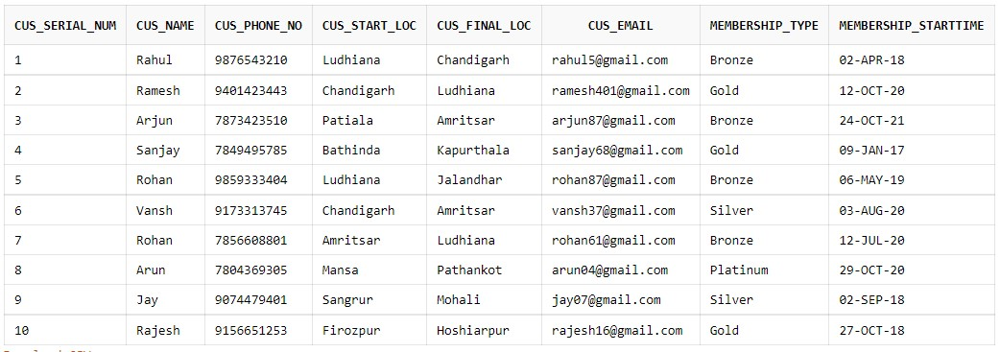 CUS_SERIAL_NUM CUS_NAME CUS_PHONE_NO CUS_START_LOC CUS_FINAL_LOC CUS_EMAIL MEMBERSHIP_TYPE MEMBERSHIP_STARTTIME
1 Rahul 9876543210 Ludhiana Chandigarh rahul5@gmail.com Bronze 02-APR-18
2 Ramesh 9401423443 Chandigarh Ludhiana ramesh401@gmail.com Gold 12-OCT-20
3 Arjun 7873423510 Patiala Amritsar arjun87@gmail.com Bronze 24-OCT-21
4 Sanjay 7849495785 Bathinda Kapurthala sanjay68@gmail.com Gold 09-JAN-17
5 Rohan 9859333404 Ludhiana Jalandhar rohan87@gmail.com Bronze 06-MAY-19
6 Vansh 9173313745 Chandigarh Amritsar vansh37@gmail.com Silver 03-AUG-20
7 Rohan 7856608801 Amritsar Ludhiana rohan61@gmail.com Bronze 12-JUL-20
8 Arun 7804369305 Mansa Pathankot arun04@gmail.com Platinum 29-OCT-20
9 Jay 9074479401 Sangrur Mohali jay07@gmail.com Silver 02-SEP-18
10 Rajesh 9156651253 Firozpur Hoshiarpur rajesh16@gmail.com Gold 27-OCT-18